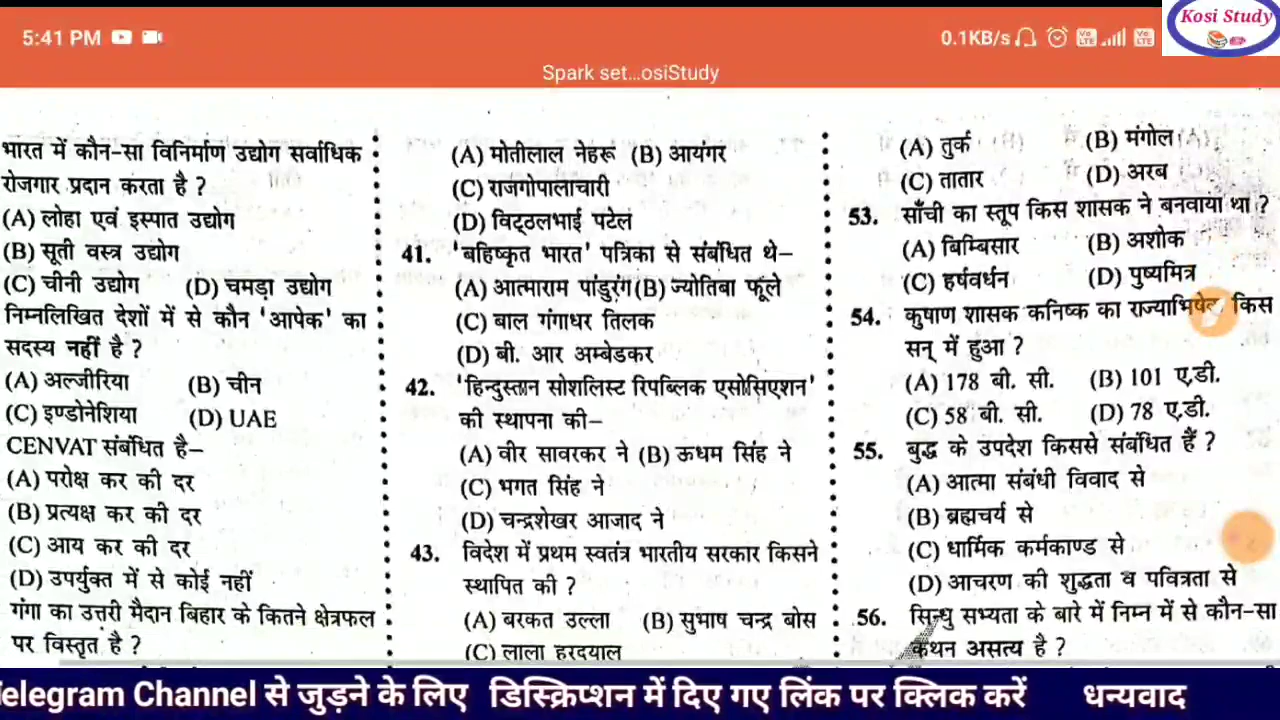 5:41 PM
0.1KB/s
Kosi Study
Spark set...osiStudy
भारत में कौन-सा विनिर्माण उद्योग सर्वाधिक
रोजगार प्रदान करता है ?
(A) लोहा एवं इस्पात उद्योग
(B) सूती वस्त्र उद्योग
(C) चीनी उद्योग (D) चमड़ा उद्योग
निम्नलिखित देशों में से कौन 'आपेक' का
सदस्य नहीं है ?
(A) अल्जीरिया (B) चीन
(C) इण्डोनेशिया (D) UAE
CENVAT संबंधित है–
(A) परोक्ष कर की दर
(B) प्रत्यक्ष कर की दर
(C) आय कर की दर
(D) उपर्युक्त में से कोई नहीं
गंगा का उत्तरी मैदान बिहार के कितने क्षेत्रफल
पर विस्तृत है ?
(A) मोतीलाल नेहरू (B) आयंगर
(C) राजगोपालाचारी
(D) विट्ठलभाई पटेल
41. 'बहिष्कृत भारत' पत्रिका से संबंधित थे–
(A) आत्माराम पांडुरंग (B) ज्योतिबा फूले
(C) बाल गंगाधर तिलक
(D) बी. आर अम्बेडकर
42. 'हिन्दुस्तान सोशलिस्ट रिपब्लिक एसोसिएशन'
की स्थापना की–
(A) वीर सावरकर ने (B) ऊधम सिंह ने
(C) भगत सिंह ने
(D) चन्द्रशेखर आजाद ने
43. विदेश में प्रथम स्वतंत्र भारतीय सरकार किसने
स्थापित की ?
(A) बरकत उल्ला (B) सुभाष चन्द्र बोस
(C) लाला हरदयाल
(A) तुर्क (B) मंगोल
(C) तातार (D) अरब
53. साँची का स्तूप किस शासक ने बनवाया था ?
(A) बिम्बिसार (B) अशोक
(C) हर्षवर्धन (D) पुष्यमित्र
54. कुषाण शासक कनिष्क का किस
सन् में हुआ ?
(A) 178 बी. सी. (B) 101 ए.डी.
(C) 58 बी. सी. (D) 78 ए.डी.
55. बुद्ध के उपदेश किससे संबंधित हैं ?
(A) आत्मा संबंधी विवाद से
(B) ब्रह्मचर्य से
(C) धार्मिक कर्मकाण्ड से
(D) आचरण की शुद्धता व पवित्रता से
56. सिन्धु सभ्यता के बारे में निम्न में से कौन-सा
कथन असत्य है ?
elegram Channel से जुड़ने के लिए डिस्क्रिप्शन में दिए गए लिंक पर क्लिक करें धन्यवाद